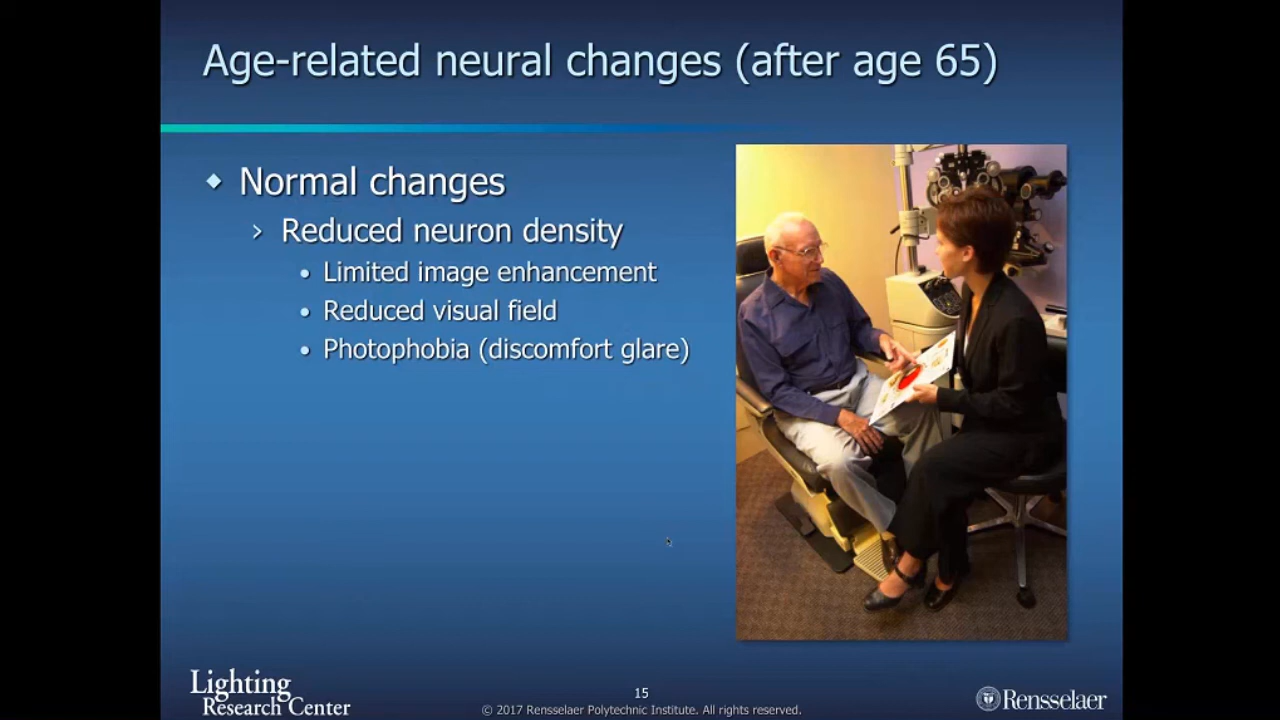 Age-related neural changes (after age 65)
Normal changes
Reduced neuron density
Limited image enhancement
Reduced visual field
Photophobia (discomfort glare)
Lighting
Research Center
15
© 2017 Rensselaer Polytechnic Institute. All rights reserved.
Rensselaer